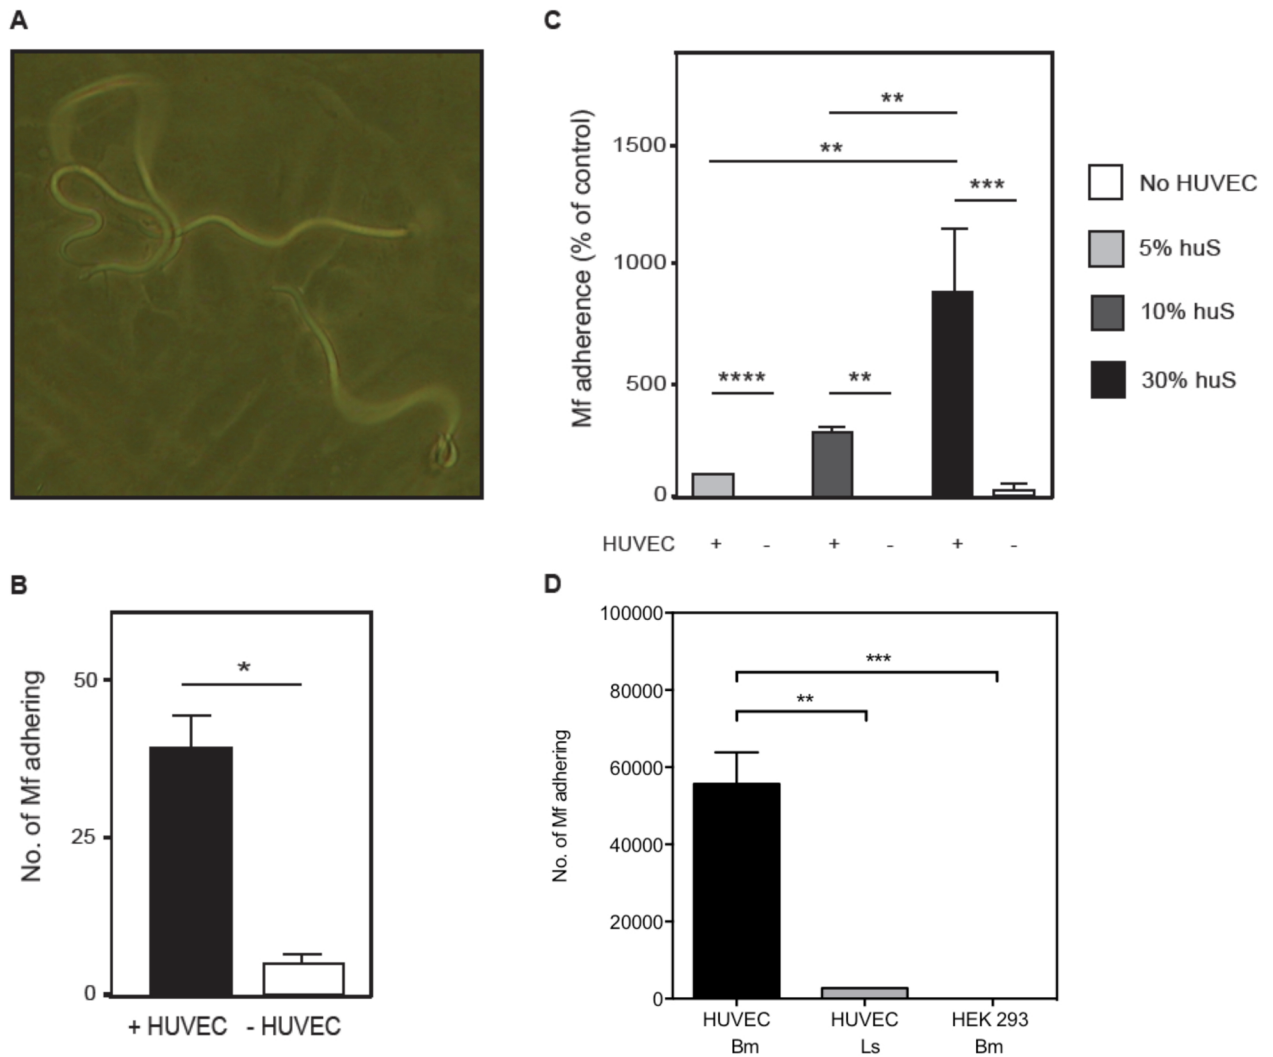 A
C
Mf adherence (% of control)
1500
1000
500
0
**
**
***
****
**
HUVEC + - + - + -
No HUVEC
5% huS
10% huS
30% huS
B
No. of Mf adhering
50
25
0
*
+ HUVEC - HUVEC
D
No. of Mf adhering
100000
80000
60000
40000
20000
0
***
**
HUVEC HUVEC HEK 293
Bm Ls Bm